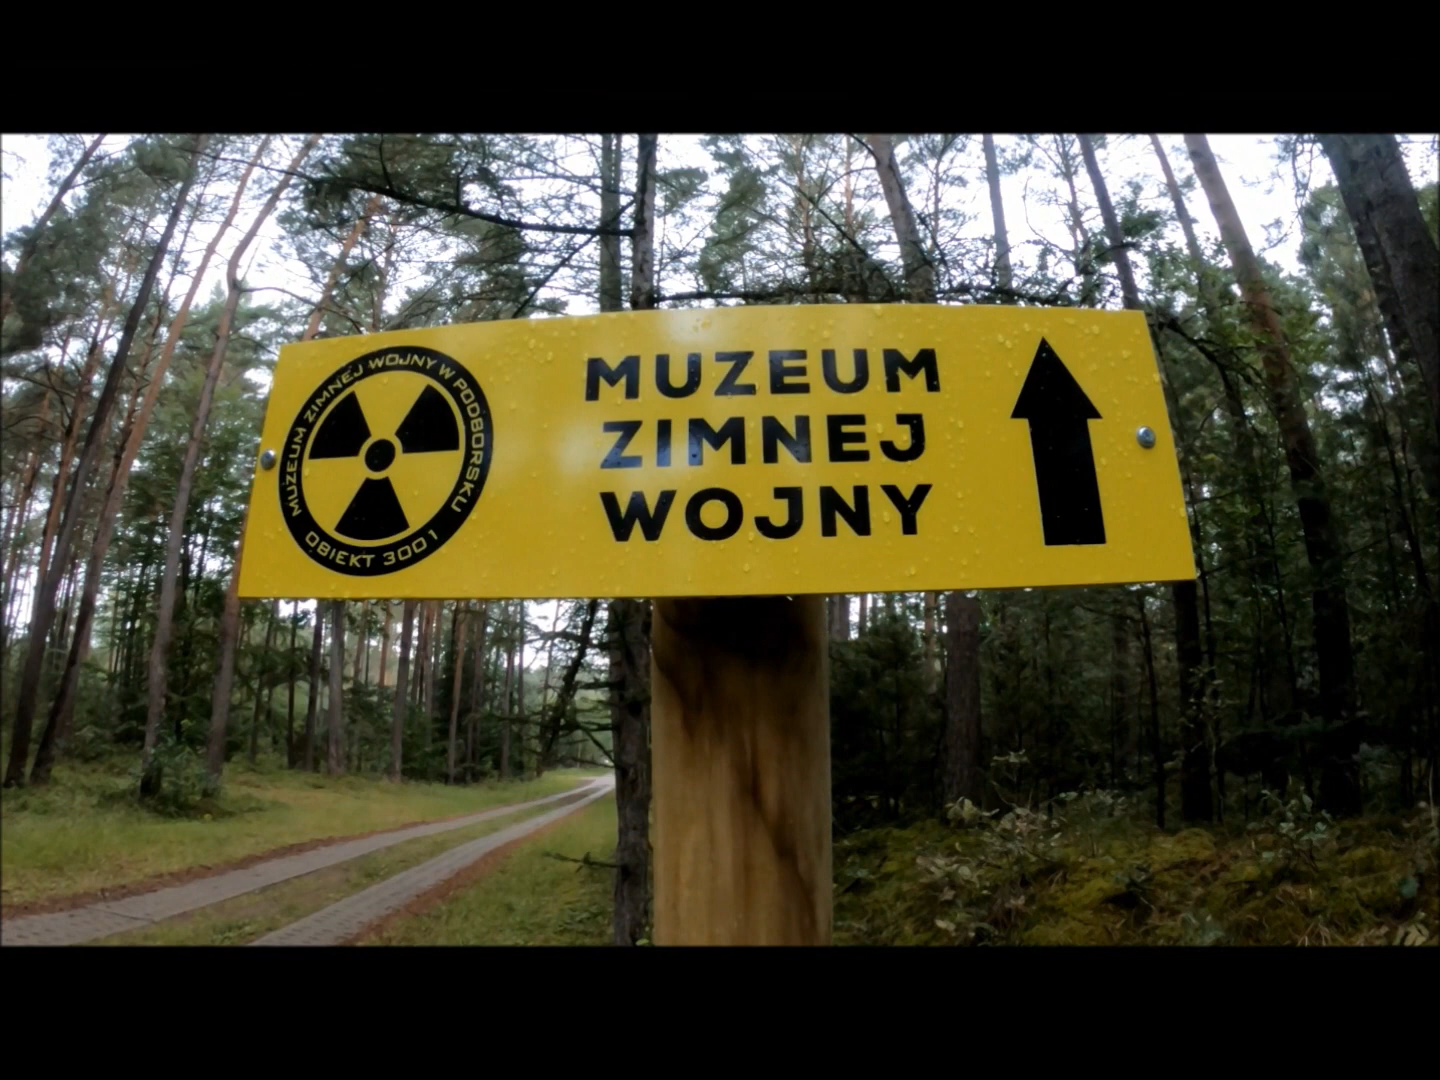 MUZEUM ZIMNEJ WOJNY W PODBORSKU
OBIEKT 3001
MUZEUM
ZIMNEJ
WOJNY